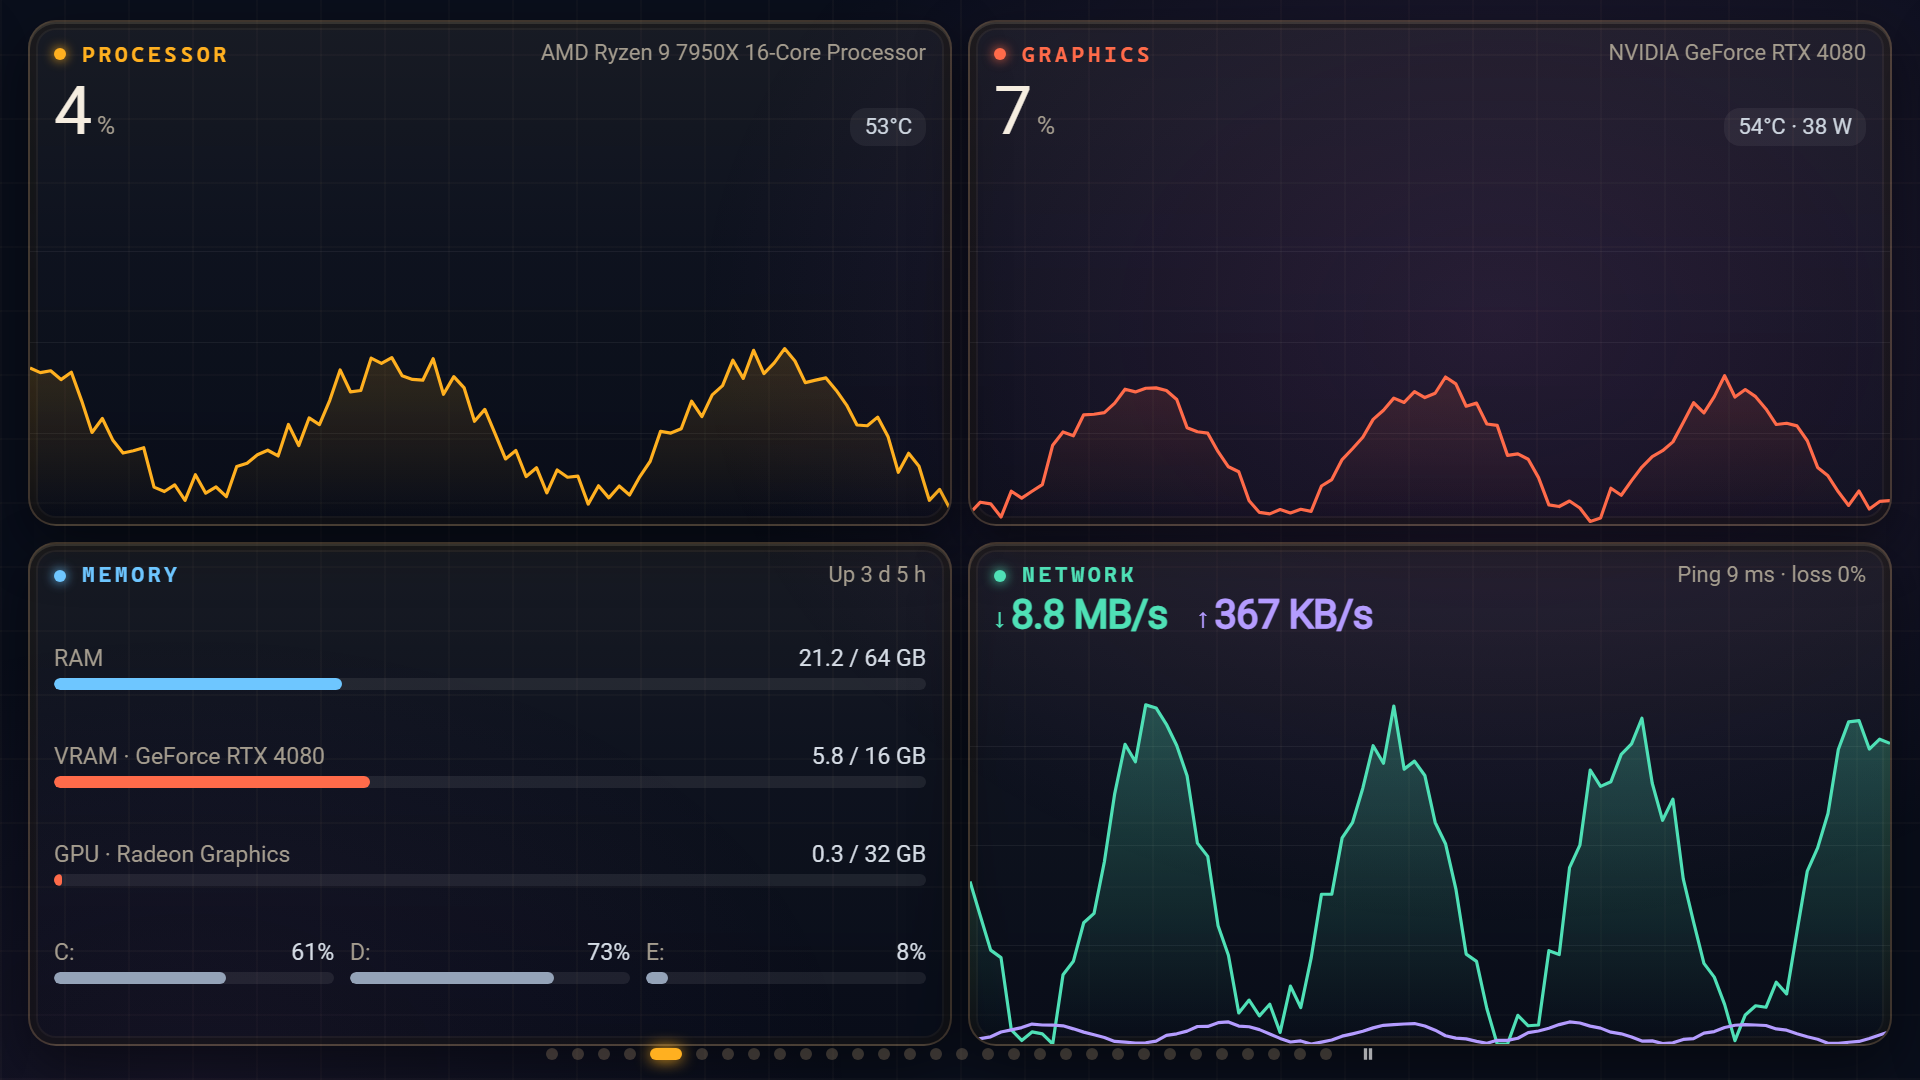 PROCESSOR
AMD Ryzen 9 7950X 16-Core Processor
4 %
53°C
GRAPHICS
NVIDIA GeForce RTX 4080
7 %
54°C · 38 W
MEMORY
Up 3 d 5 h
RAM
21.2 / 64 GB
VRAM · GeForce RTX 4080
5.8 / 16 GB
GPU · Radeon Graphics
0.3 / 32 GB
C: 61% D: 73% E: 8%
NETWORK
Ping 9 ms · loss 0%
↓ 8.8 MB/s ↑ 367 KB/s